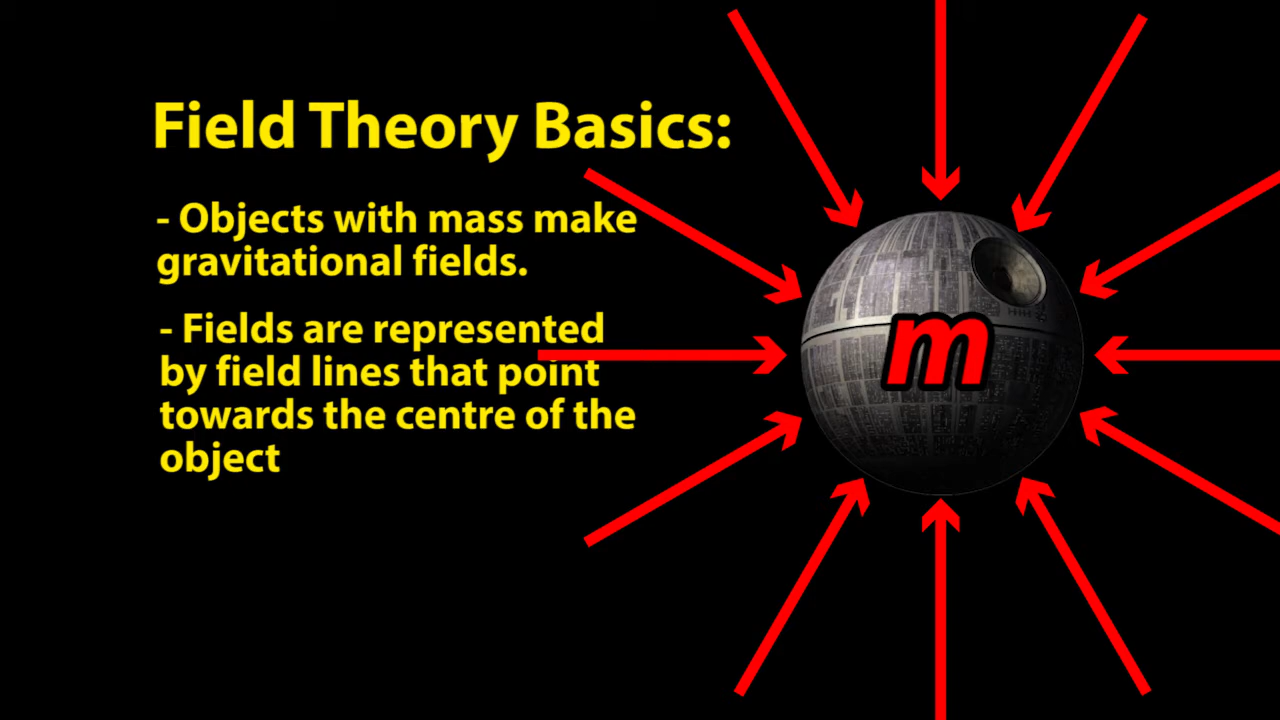 Field Theory Basics:
- Objects with mass make
gravitational fields.
- Fields are represented
by field lines that point
towards the centre of the
object
m